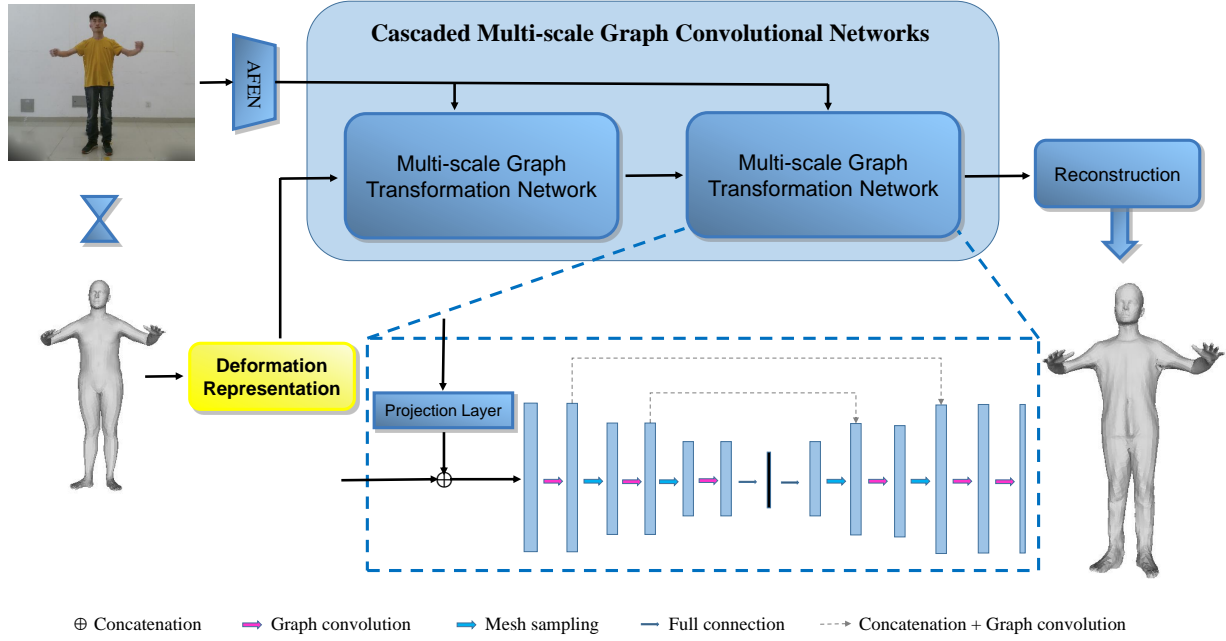 Cascaded Multi-scale Graph Convolutional Networks
AFEN
Multi-scale Graph
Transformation Network
Multi-scale Graph
Transformation Network
Reconstruction
Deformation
Representation
Projection Layer
⊕ Concatenation
Graph convolution
Mesh sampling
Full connection
Concatenation + Graph convolution